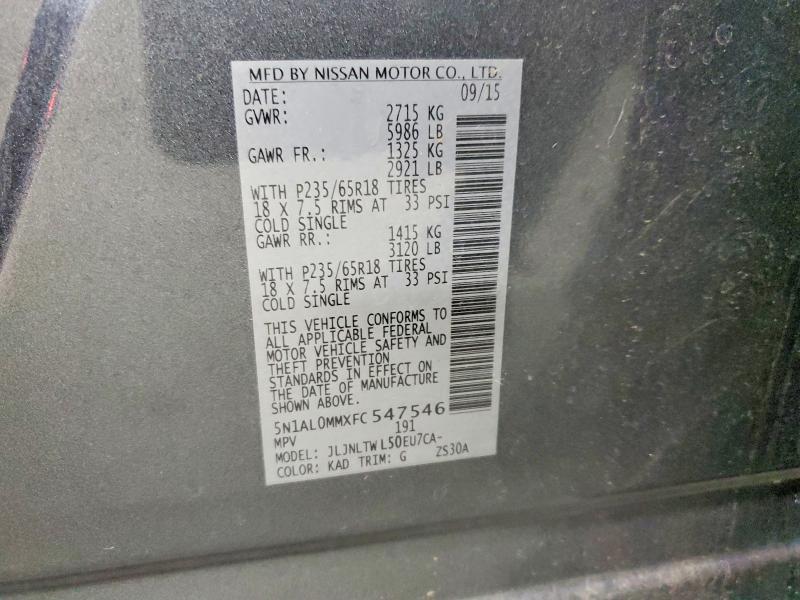 MFD BY NISSAN MOTOR CO., LTD.
DATE: 09/15
GVWR: 2715 KG
5986 LB
GAWR FR.: 1325 KG
2921 LB
WITH P235/65R18 TIRES
18 X 7.5 RIMS AT 33 PSI
COLD SINGLE
GAWR RR.: 1415 KG
3120 LB
WITH P235/65R18 TIRES
18 X 7.5 RIMS AT 33 PSI
COLD SINGLE
THIS VEHICLE CONFORMS TO
ALL APPLICABLE FEDERAL
MOTOR VEHICLE SAFETY AND
THEFT PREVENTION
STANDARDS IN EFFECT ON
THE DATE OF MANUFACTURE
SHOWN ABOVE.
5N1AL0MMXFC547546
MPV 191
MODEL: JLJNLTWL50EU7CA-
ZS30A
COLOR: KAD TRIM: G